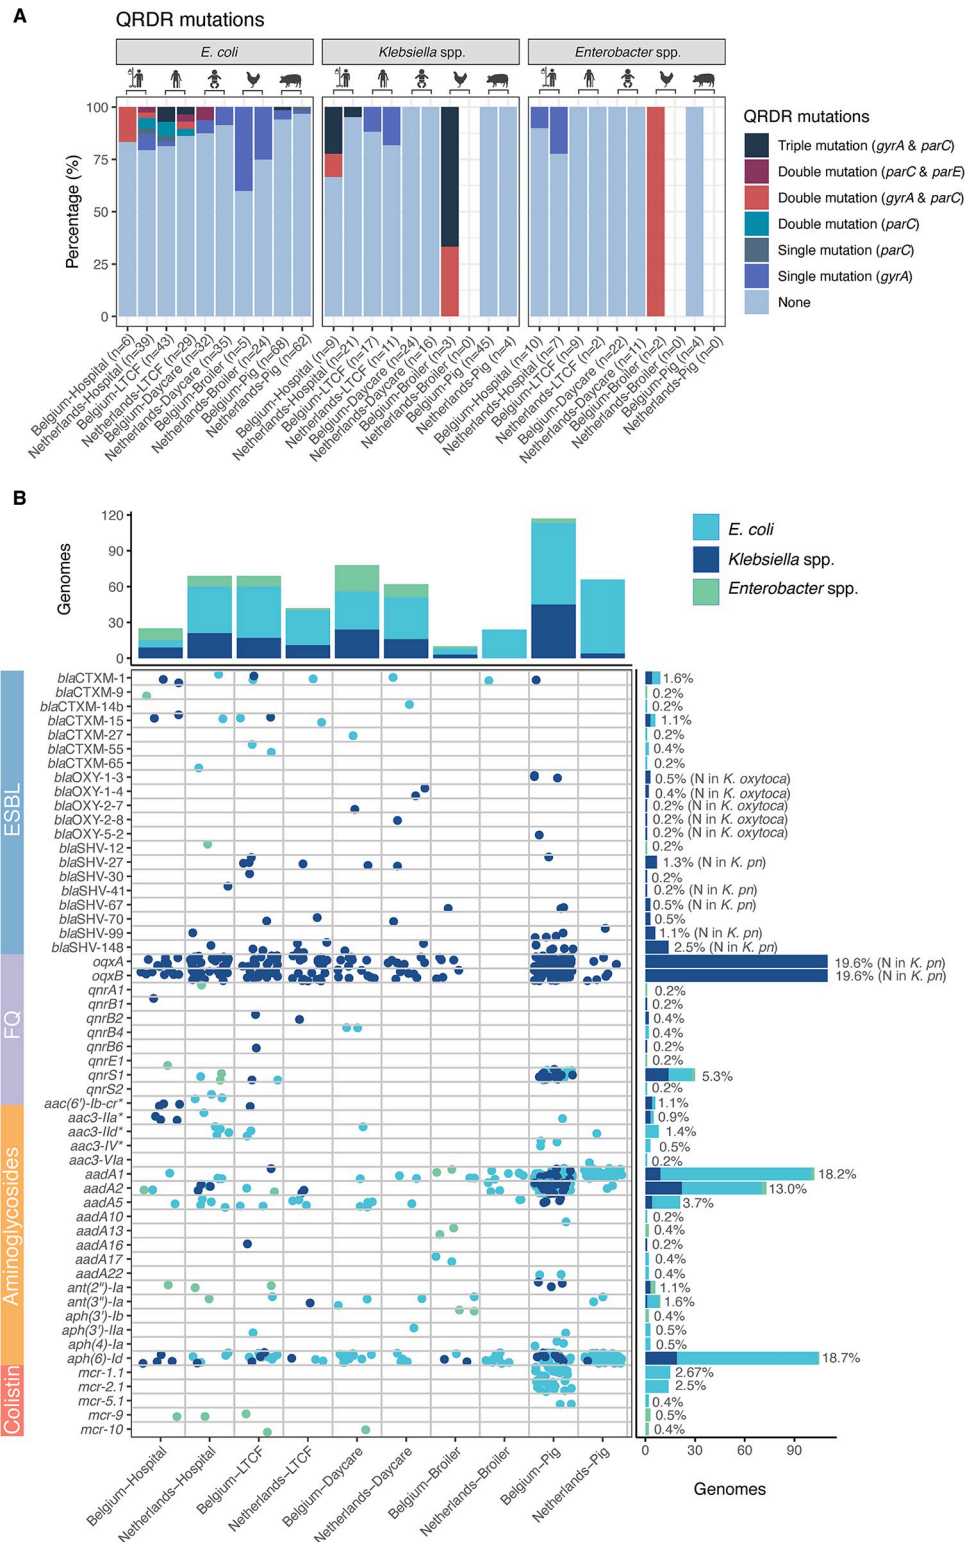 A
QRDR mutations
E. coli
Klebsiella spp.
Enterobacter spp.
Percentage (%)
100
75
50
25
0
Belgium−Hospital (n=6)
Netherlands−Hospital (n=39)
Belgium−LTCF (n=43)
Netherlands−LTCF (n=29)
Belgium−Daycare (n=32)
Netherlands−Daycare (n=35)
Belgium−Broiler (n=5)
Netherlands−Broiler (n=24)
Belgium−Pig (n=68)
Netherlands−Pig (n=62)
Belgium−Hospital (n=9)
Netherlands−Hospital (n=21)
Belgium−LTCF (n=17)
Netherlands−LTCF (n=11)
Belgium−Daycare (n=24)
Netherlands−Daycare (n=16)
Belgium−Broiler (n=3)
Netherlands−Broiler (n=0)
Belgium−Pig (n=45)
Netherlands−Pig (n=4)
Belgium−Hospital (n=10)
Netherlands−Hospital (n=7)
Belgium−LTCF (n=9)
Netherlands−LTCF (n=2)
Belgium−Daycare (n=22)
Netherlands−Daycare (n=11)
Belgium−Broiler (n=2)
Netherlands−Broiler (n=0)
Belgium−Pig (n=4)
Netherlands−Pig (n=0)
QRDR mutations
Triple mutation (gyrA & parC)
Double mutation (parC & parE)
Double mutation (gyrA & parC)
Double mutation (parC)
Single mutation (parC)
Single mutation (gyrA)
None
B
Genomes
120
90
60
30
0
E. coli
Klebsiella spp.
Enterobacter spp.
ESBL
FQ
Aminoglycosides
Colistin
blaCTXM-1 1.6%
blaCTXM-9 0.2%
blaCTXM-14b 0.2%
blaCTXM-15 1.1%
blaCTXM-27 0.2%
blaCTXM-55 0.4%
blaCTXM-65 0.2%
blaOXY-1-3 0.5% (N in K. oxytoca)
blaOXY-1-4 0.4% (N in K. oxytoca)
blaOXY-2-7 0.2% (N in K. oxytoca)
blaOXY-2-8 0.2% (N in K. oxytoca)
blaOXY-5-2 0.2% (N in K. oxytoca)
blaSHV-12 0.2%
blaSHV-27 1.3% (N in K. pn)
blaSHV-30 0.2%
blaSHV-41 0.2% (N in K. pn)
blaSHV-67 0.5% (N in K. pn)
blaSHV-70 0.5%
blaSHV-99 1.1% (N in K. pn)
blaSHV-148 2.5% (N in K. pn)
oqxA 19.6% (N in K. pn)
oqxB 19.6% (N in K. pn)
qnrA1 0.2%
qnrB1 0.2%
qnrB2 0.4%
qnrB4 0.4%
qnrB6 0.2%
qnrE1 0.2%
qnrS1 5.3%
qnrS2 0.2%
aac(6')-Ib-cr* 1.1%
aac3-IIa* 0.9%
aac3-IId* 1.4%
aac3-IV* 0.5%
aac3-VIa 0.2%
aadA1 18.2%
aadA2 13.0%
aadA5 3.7%
aadA10 0.2%
aadA13 0.4%
aadA16 0.2%
aadA17 0.4%
aadA22 0.4%
ant(2")-Ia 1.1%
ant(3")-Ia 1.6%
aph(3')-Ib 0.4%
aph(3')-IIa 0.5%
aph(4)-Ia 0.5%
aph(6)-Id 18.7%
mcr-1.1 2.67%
mcr-2.1 2.5%
mcr-5.1 0.4%
mcr-9 0.5%
mcr-10 0.4%
0 30 60 90
Genomes
Belgium−Hospital
Netherlands−Hospital
Belgium−LTCF
Netherlands−LTCF
Belgium−Daycare
Netherlands−Daycare
Belgium−Broiler
Netherlands−Broiler
Belgium−Pig
Netherlands−Pig